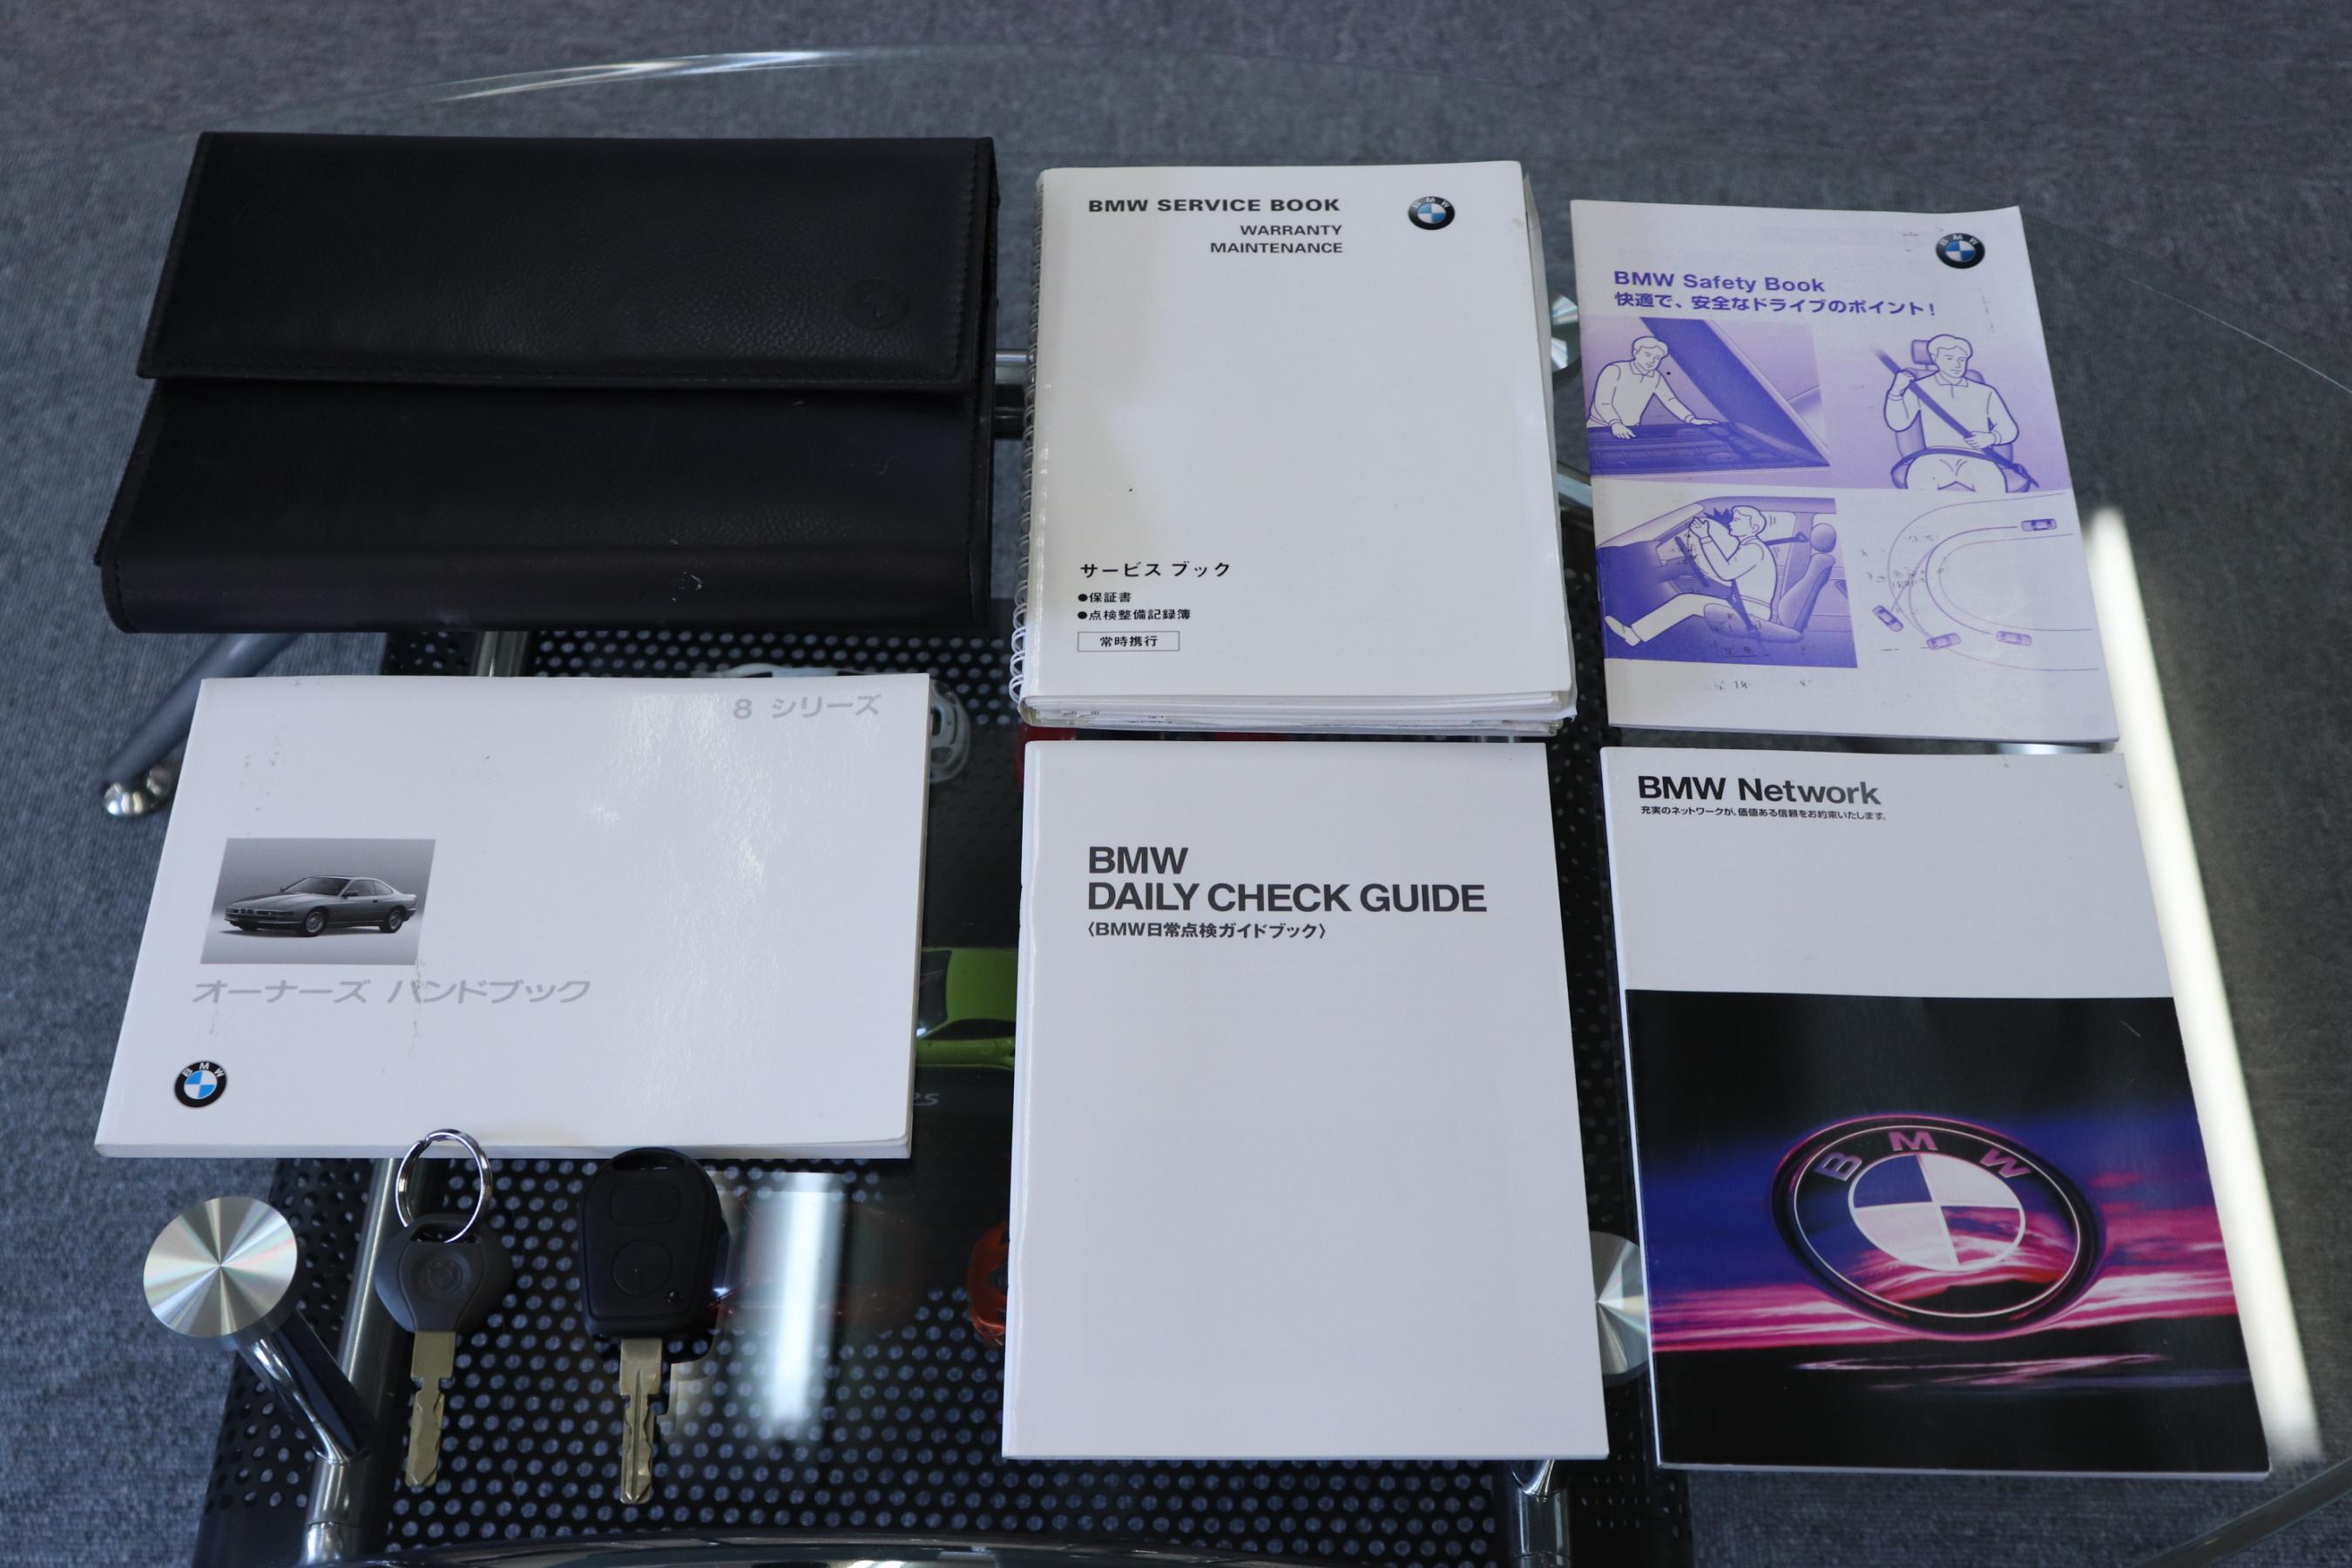 BMW SERVICE BOOK
WARRANTY
MAINTENANCE
BMW
サービス ブック
●保証書
●点検整備記録簿
常時携行
BMW
BMW Safety Book
快適で、安全なドライブのポイント!
8 シリーズ
オーナーズ ハンドブック
BMW
BMW
DAILY CHECK GUIDE
〈BMW日常点検ガイドブック〉
BMW Network
充実のネットワークが、価値ある信頼をお約束いたします。
BMW